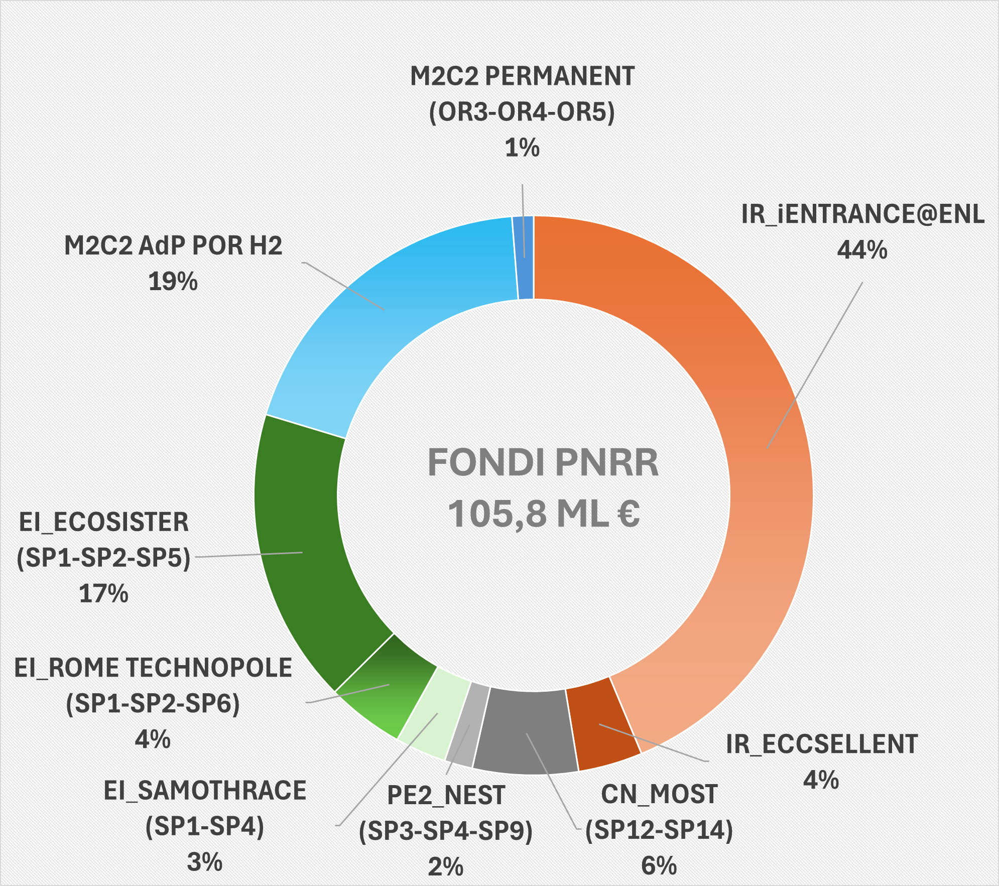 M2C2 PERMANENT
(OR3-OR4-OR5)
1%
IR_iENTRANCE@ENL
44%
M2C2 AdP POR H2
19%
FONDI PNRR
105,8 ML €
EI_ECOSISTER
(SP1-SP2-SP5)
17%
EI_ROME TECHNOPOLE
(SP1-SP2-SP6)
4%
IR_ECCSELLENT
4%
EI_SAMOTHRACE
(SP1-SP4)
3%
PE2_NEST
(SP3-SP4-SP9)
2%
CN_MOST
(SP12-SP14)
6%